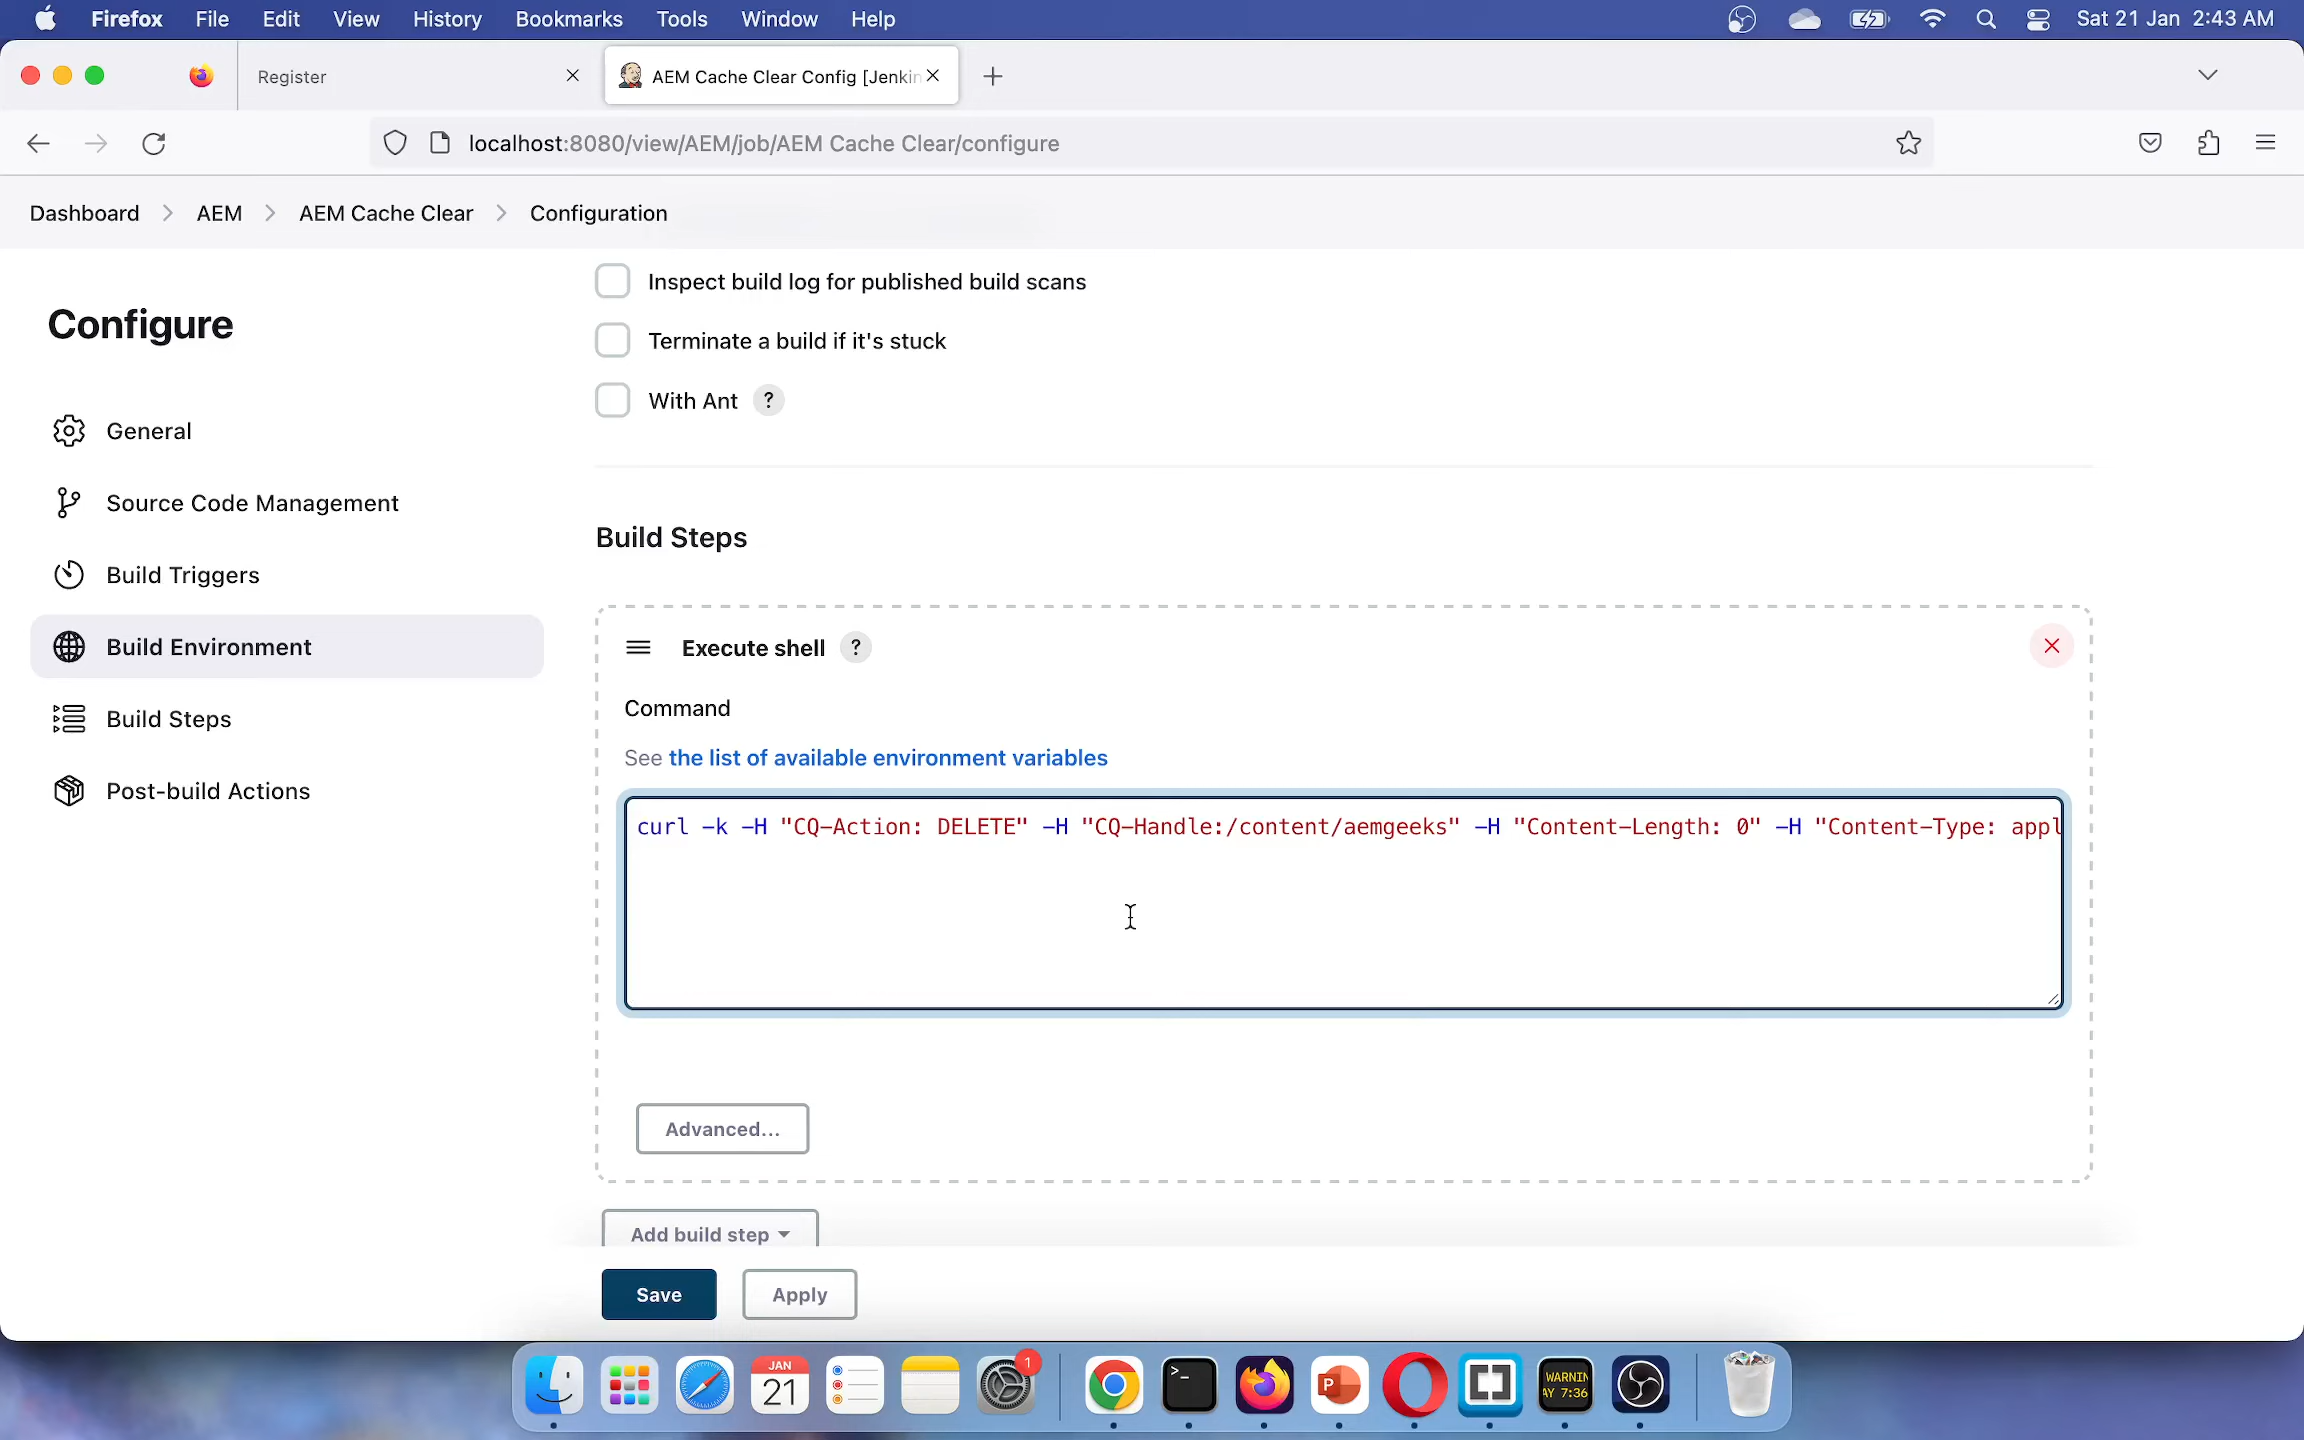 Firefox File Edit View History Bookmarks Tools Window Help Sat 21 Jan 2:43 AM
Register AEM Cache Clear Config [Jenkin
localhost:8080/view/AEM/job/AEM Cache Clear/configure
Dashboard AEM AEM Cache Clear Configuration
Configure
General
Source Code Management
Build Triggers
Build Environment
Build Steps
Post-build Actions
Inspect build log for published build scans
Terminate a build if it's stuck
With Ant ?
Build Steps
Execute shell ?
Command
See the list of available environment variables
curl -k -H "CQ-Action: DELETE" -H "CQ-Handle:/content/aemgeeks" -H "Content-Length: 0" -H "Content-Type: appl
Advanced...
Add build step
Save Apply
JAN
21
1
>_
P
WARNIN
AY 7:36